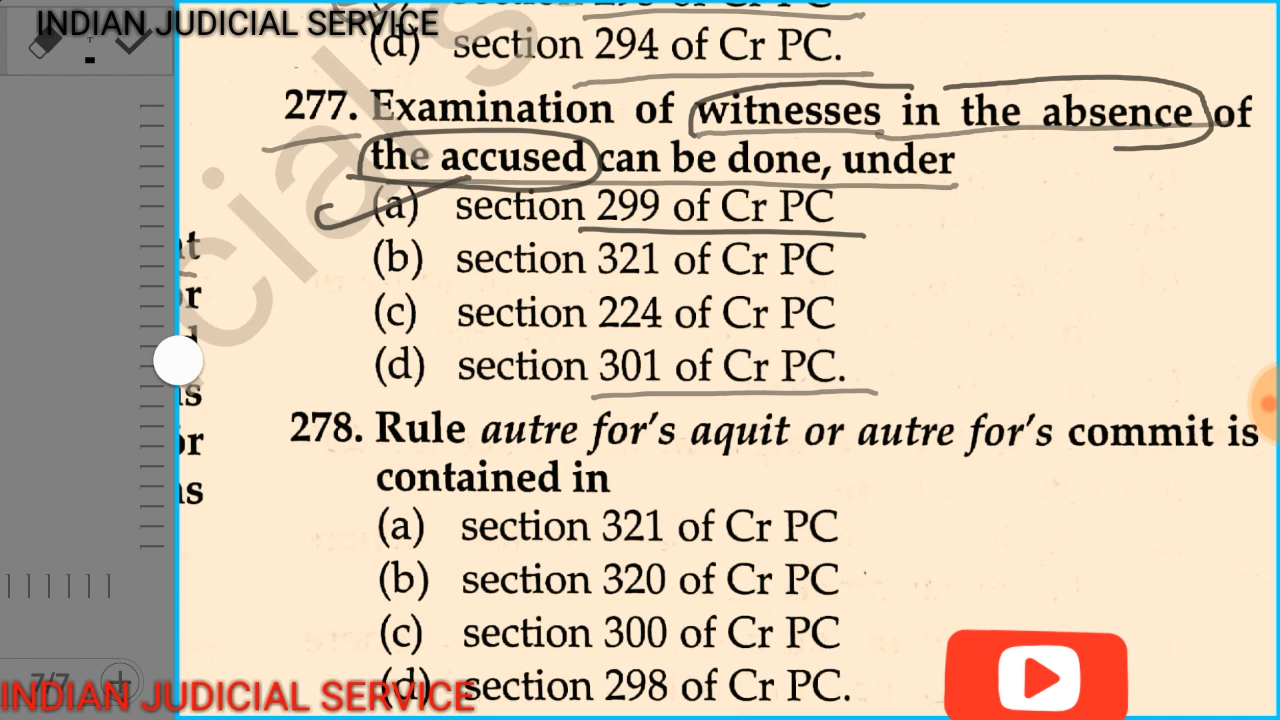 INDIAN JUDICIAL SERVICE
(d) section 294 of Cr PC.
277. Examination of witnesses in the absence of
the accused can be done, under
(a) section 299 of Cr PC
(b) section 321 of Cr PC
(c) section 224 of Cr PC
(d) section 301 of Cr PC.
278. Rule autre for's aquit or autre for's commit is
contained in
(a) section 321 of Cr PC
(b) section 320 of Cr PC
(c) section 300 of Cr PC
(d) section 298 of Cr PC.
7/7
INDIAN JUDICIAL SERVICE